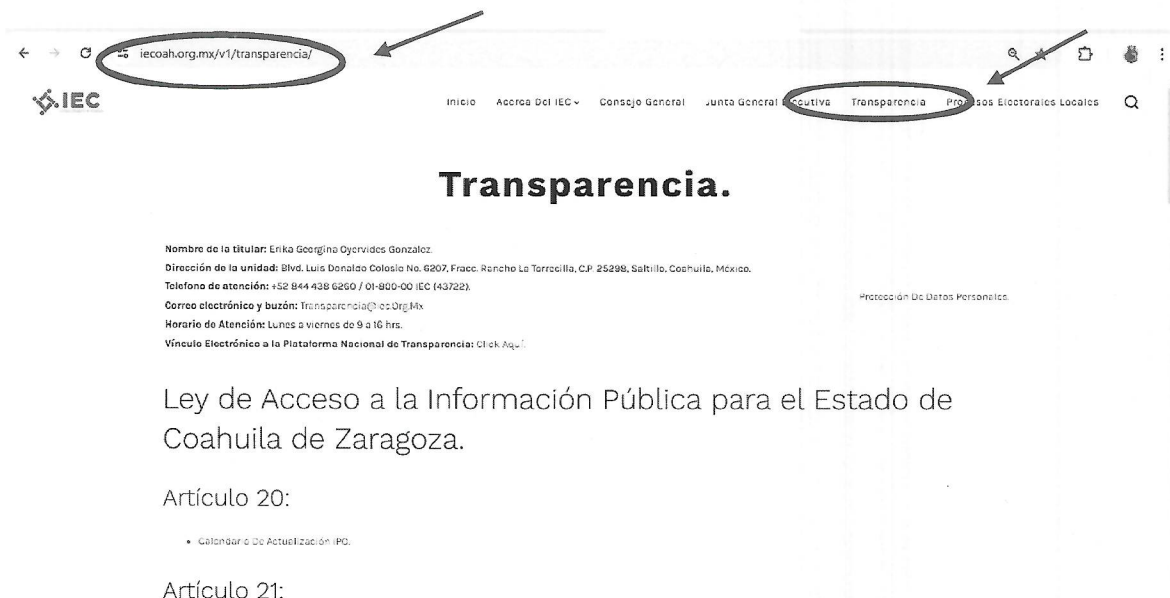 iecoah.org.mx/v1/transparencia/
IEC
Inicio Acerca Del IEC Consejo General Junta General Ejecutiva Transparencia Procesos Electorales Locales
Transparencia.
Nombre de la titular: Erika Georgina Oyervides González.
Dirección de la unidad: Blvd. Luis Donaldo Colosio No. 6207, Fracc. Rancho La Torrecilla, C.P. 25298, Saltillo, Coahuila, México.
Telefono de atención: +52 844 438 6260 / 01-800-00 IEC (43722).
Correo electrónico y buzón: Transparencia@iec.Org.Mx
Protección De Datos Personales.
Horario de Atención: Lunes a viernes de 9 a 16 hrs.
Vínculo Electrónico a la Plataforma Nacional de Transparencia: Click Aquí.
Ley de Acceso a la Información Pública para el Estado de
Coahuila de Zaragoza.
Artículo 20:
• Calendario De Actualización IPO.
Artículo 21: